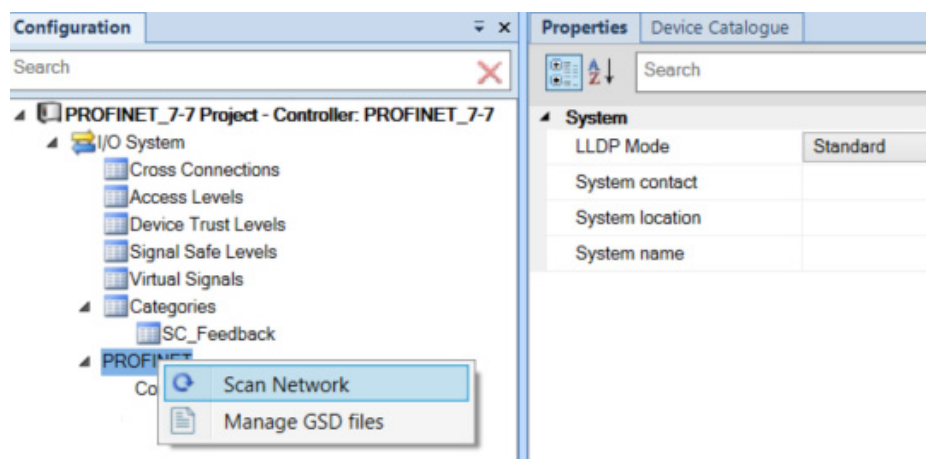 Configuration
Search
PROFINET_7-7 Project - Controller: PROFINET_7-7
I/O System
Cross Connections
Access Levels
Device Trust Levels
Signal Safe Levels
Virtual Signals
Categories
SC_Feedback
PROFINET
Co
Scan Network
Manage GSD files
Properties Device Catalogue
Search
System
LLDP Mode Standard
System contact
System location
System name